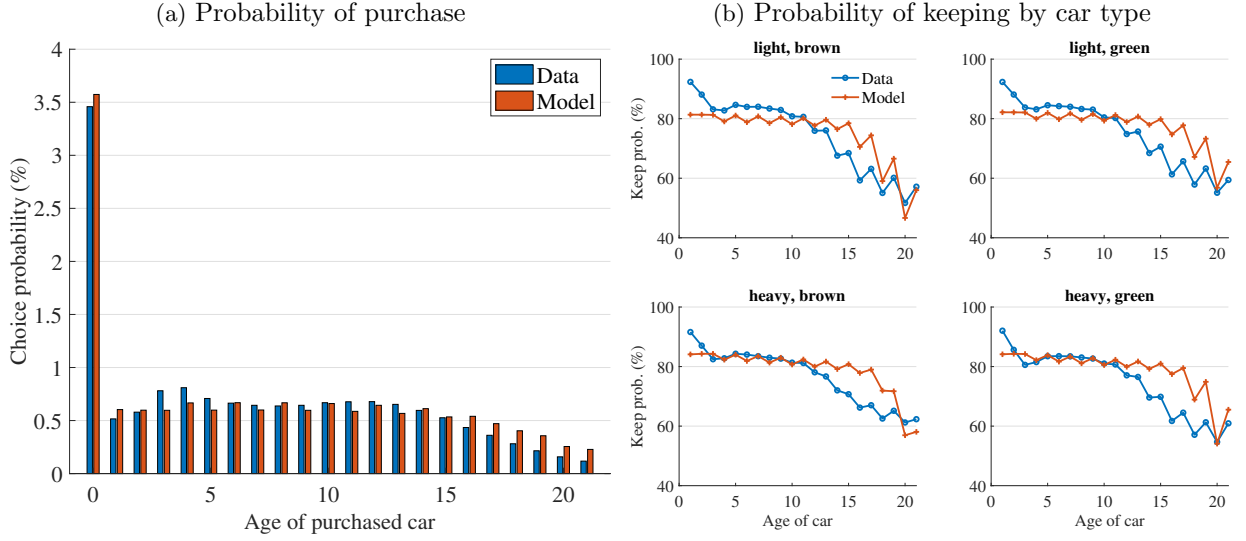 (a) Probability of purchase
Choice probability (%)
4
3.5
3
2.5
2
1.5
1
0.5
0
Data
Model
0 5 10 15 20
Age of purchased car
(b) Probability of keeping by car type
light, brown
Keep prob. (%)
100
80
60
40
Data
Model
0 5 10 15 20
light, green
100
80
60
40
0 5 10 15 20
heavy, brown
Keep prob. (%)
100
80
60
40
0 5 10 15 20
Age of car
heavy, green
100
80
60
40
0 5 10 15 20
Age of car